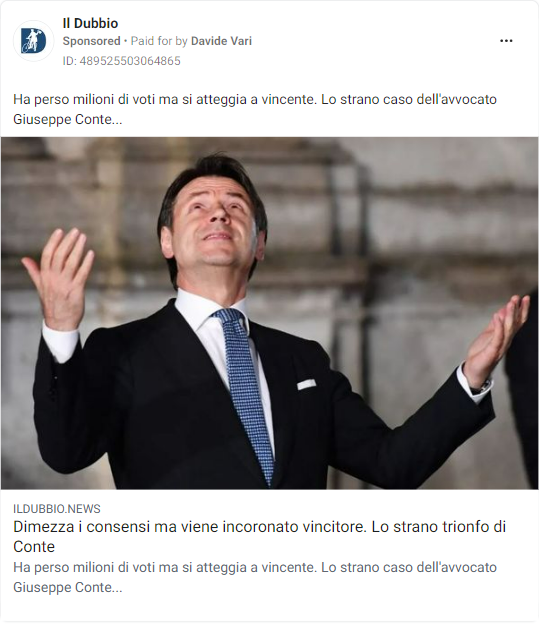 Il Dubbio
Sponsored • Paid for by Davide Vari
ID: 489525503064865
Ha perso milioni di voti ma si atteggia a vincente. Lo strano caso dell'avvocato
Giuseppe Conte...
ILDUBBIO.NEWS
Dimezza i consensi ma viene incoronato vincitore. Lo strano trionfo di
Conte
Ha perso milioni di voti ma si atteggia a vincente. Lo strano caso dell'avvocato
Giuseppe Conte...